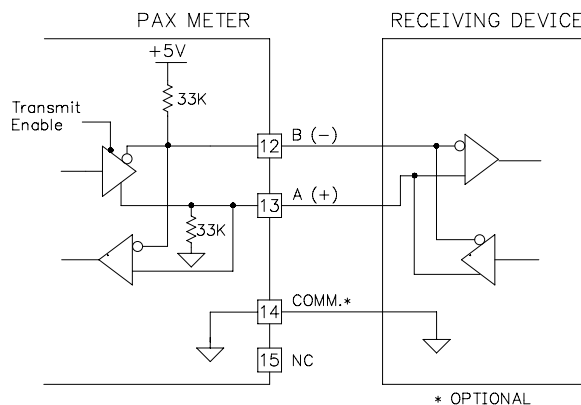 PAX METER
RECEIVING DEVICE
+5V
33K
Transmit
Enable
12
B (-)
13
A (+)
33K
14
COMM.*
15
NC
* OPTIONAL